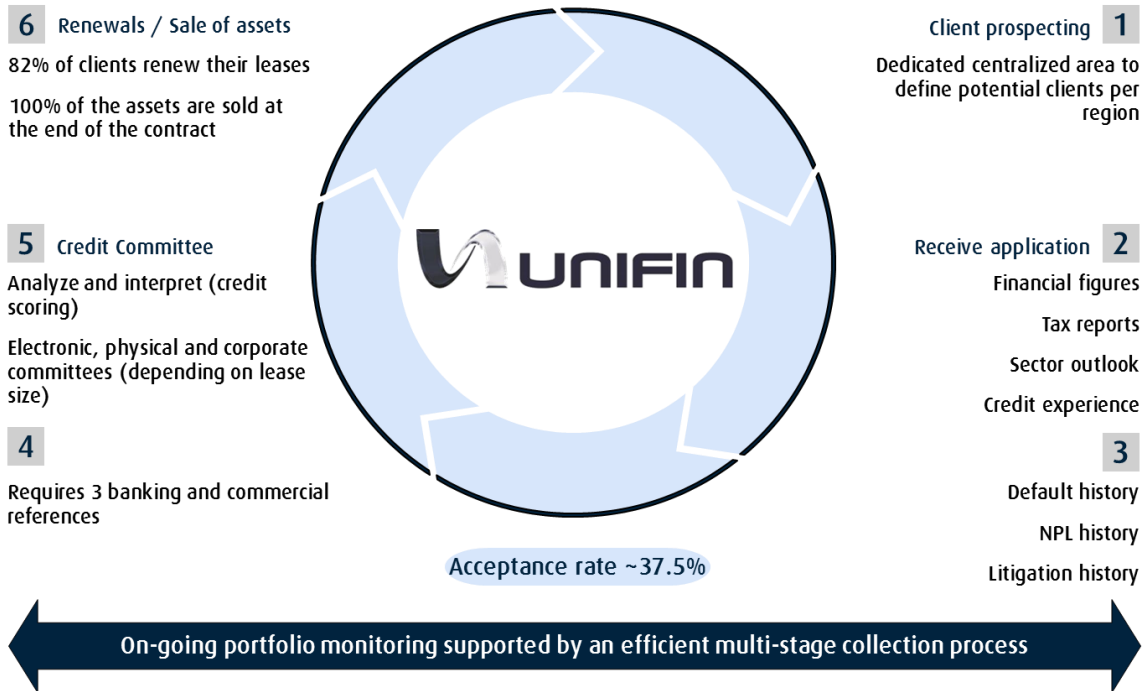 6 Renewals / Sale of assets
82% of clients renew their leases
100% of the assets are sold at
the end of the contract
Client prospecting 1
Dedicated centralized area to
define potential clients per
region
5 Credit Committee
Analyze and interpret (credit
scoring)
Electronic, physical and corporate
committees (depending on lease
size)
UNIFIN
Receive application 2
Financial figures
Tax reports
Sector outlook
Credit experience
4
Requires 3 banking and commercial
references
3
Default history
NPL history
Litigation history
Acceptance rate ~37.5%
On-going portfolio monitoring supported by an efficient multi-stage collection process